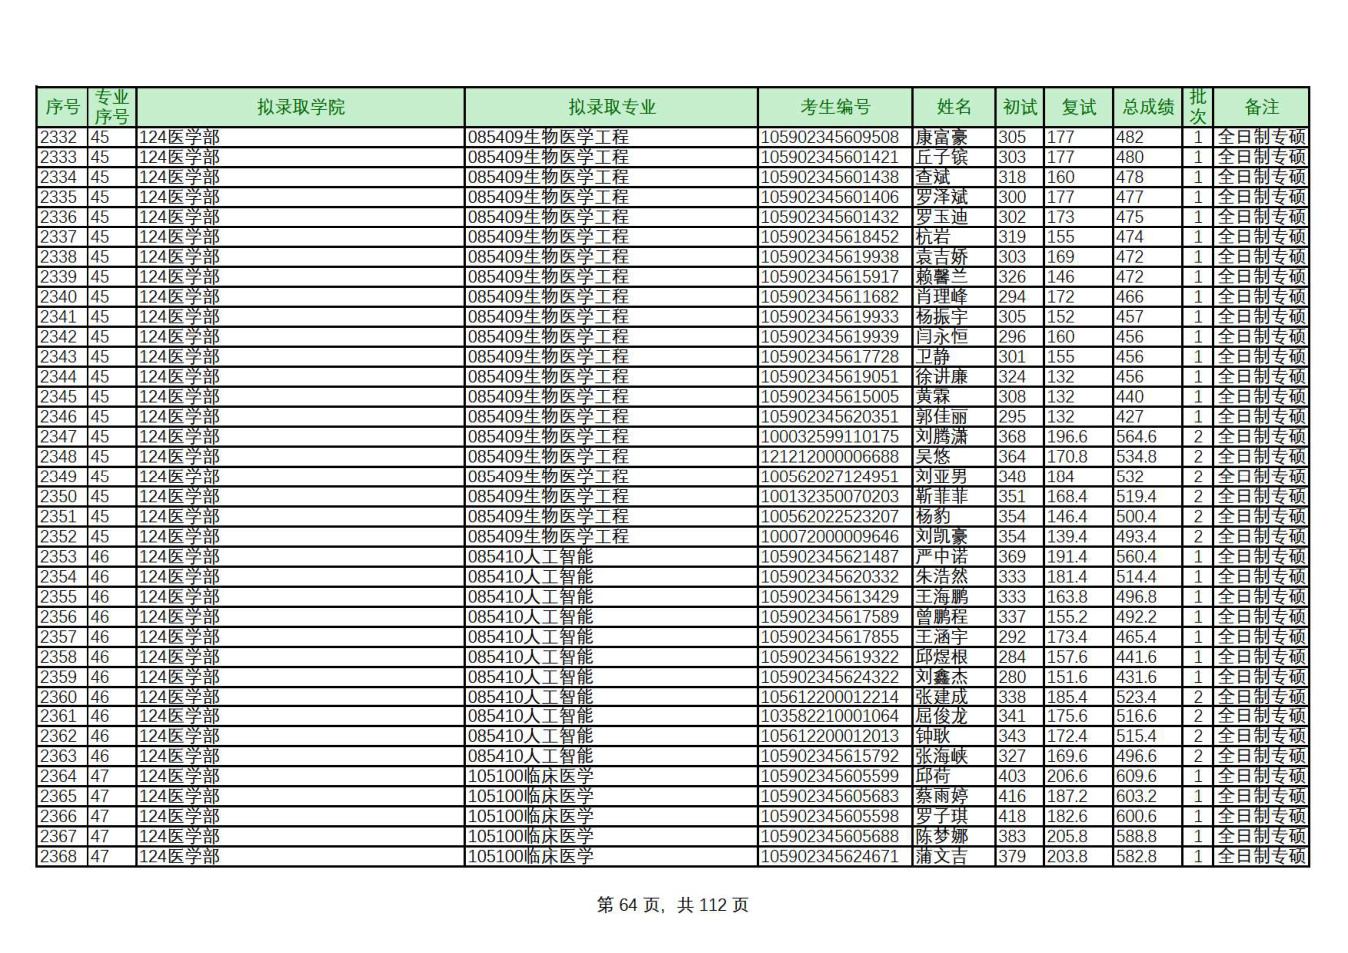 序号 专业序号 拟录取学院 拟录取专业 考生编号 姓名 初试 复试 总成绩 批次 备注
2332 45 124医学部 085409生物医学工程 105902345609508 康富豪 305 177 482 1 全日制专硕
2333 45 124医学部 085409生物医学工程 105902345601421 丘子镔 303 177 480 1 全日制专硕
2334 45 124医学部 085409生物医学工程 105902345601438 查斌 318 160 478 1 全日制专硕
2335 45 124医学部 085409生物医学工程 105902345601406 罗泽斌 300 177 477 1 全日制专硕
2336 45 124医学部 085409生物医学工程 105902345601432 罗玉迪 302 173 475 1 全日制专硕
2337 45 124医学部 085409生物医学工程 105902345618452 杭岩 319 155 474 1 全日制专硕
2338 45 124医学部 085409生物医学工程 105902345619938 袁吉娇 303 169 472 1 全日制专硕
2339 45 124医学部 085409生物医学工程 105902345615917 赖馨兰 326 146 472 1 全日制专硕
2340 45 124医学部 085409生物医学工程 105902345611682 肖理峰 294 172 466 1 全日制专硕
2341 45 124医学部 085409生物医学工程 105902345619933 杨振宇 305 152 457 1 全日制专硕
2342 45 124医学部 085409生物医学工程 105902345619939 闫永恒 296 160 456 1 全日制专硕
2343 45 124医学部 085409生物医学工程 105902345617728 卫静 301 155 456 1 全日制专硕
2344 45 124医学部 085409生物医学工程 105902345619051 徐讲廉 324 132 456 1 全日制专硕
2345 45 124医学部 085409生物医学工程 105902345615005 黄霖 308 132 440 1 全日制专硕
2346 45 124医学部 085409生物医学工程 105902345620351 郭佳丽 295 132 427 1 全日制专硕
2347 45 124医学部 085409生物医学工程 100032599110175 刘腾潇 368 196.6 564.6 2 全日制专硕
2348 45 124医学部 085409生物医学工程 121212000006688 吴悠 364 170.8 534.8 2 全日制专硕
2349 45 124医学部 085409生物医学工程 100562027124951 刘亚男 348 184 532 2 全日制专硕
2350 45 124医学部 085409生物医学工程 100132350070203 靳菲菲 351 168.4 519.4 2 全日制专硕
2351 45 124医学部 085409生物医学工程 100562022523207 杨豹 354 146.4 500.4 2 全日制专硕
2352 45 124医学部 085409生物医学工程 100072000009646 刘凯豪 354 139.4 493.4 2 全日制专硕
2353 46 124医学部 085410人工智能 105902345621487 严中诺 369 191.4 560.4 1 全日制专硕
2354 46 124医学部 085410人工智能 105902345620332 朱浩然 333 181.4 514.4 1 全日制专硕
2355 46 124医学部 085410人工智能 105902345613429 王海鹏 333 163.8 496.8 1 全日制专硕
2356 46 124医学部 085410人工智能 105902345617589 曾鹏程 337 155.2 492.2 1 全日制专硕
2357 46 124医学部 085410人工智能 105902345617855 王涵宇 292 173.4 465.4 1 全日制专硕
2358 46 124医学部 085410人工智能 105902345619322 邱煜根 284 157.6 441.6 1 全日制专硕
2359 46 124医学部 085410人工智能 105902345624322 刘鑫杰 280 151.6 431.6 1 全日制专硕
2360 46 124医学部 085410人工智能 105612200012214 张建成 338 185.4 523.4 2 全日制专硕
2361 46 124医学部 085410人工智能 103582210001064 屈俊龙 341 175.6 516.6 2 全日制专硕
2362 46 124医学部 085410人工智能 105612200012013 钟耿 343 172.4 515.4 2 全日制专硕
2363 46 124医学部 085410人工智能 105902345615792 张海峡 327 169.6 496.6 2 全日制专硕
2364 47 124医学部 105100临床医学 105902345605599 邱荷 403 206.6 609.6 1 全日制专硕
2365 47 124医学部 105100临床医学 105902345605683 蔡雨婷 416 187.2 603.2 1 全日制专硕
2366 47 124医学部 105100临床医学 105902345605598 罗子琪 418 182.6 600.6 1 全日制专硕
2367 47 124医学部 105100临床医学 105902345605688 陈梦娜 383 205.8 588.8 1 全日制专硕
2368 47 124医学部 105100临床医学 105902345624671 蒲文吉 379 203.8 582.8 1 全日制专硕
第 64 页, 共 112 页